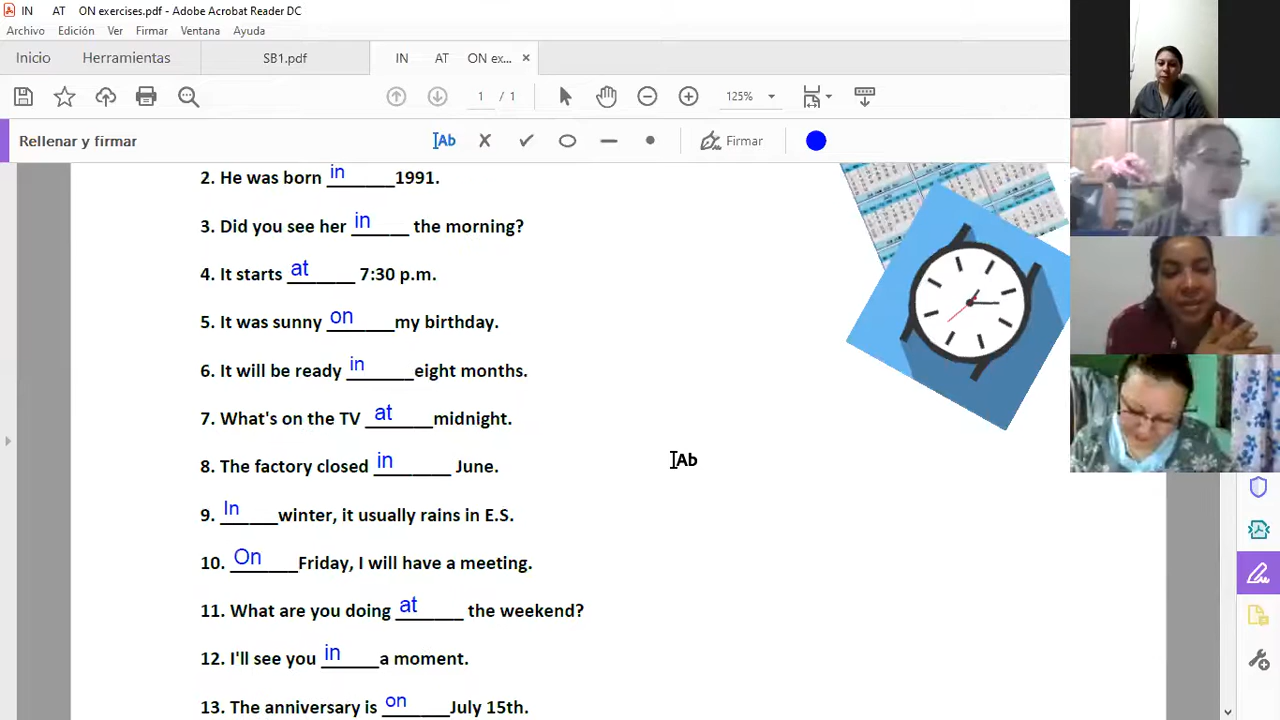 IN AT ON exercises.pdf - Adobe Acrobat Reader DC
Archivo Edición Ver Firmar Ventana Ayuda
Inicio Herramientas SB1.pdf IN AT ON ex... ×
1 / 1 125%
Rellenar y firmar Ab Firmar
2. He was born in 1991.
3. Did you see her in the morning?
4. It starts at 7:30 p.m.
5. It was sunny on my birthday.
6. It will be ready in eight months.
7. What's on the TV at midnight.
8. The factory closed in June.
Ab
9. In winter, it usually rains in E.S.
10. On Friday, I will have a meeting.
11. What are you doing at the weekend?
12. I'll see you in a moment.
13. The anniversary is on July 15th.